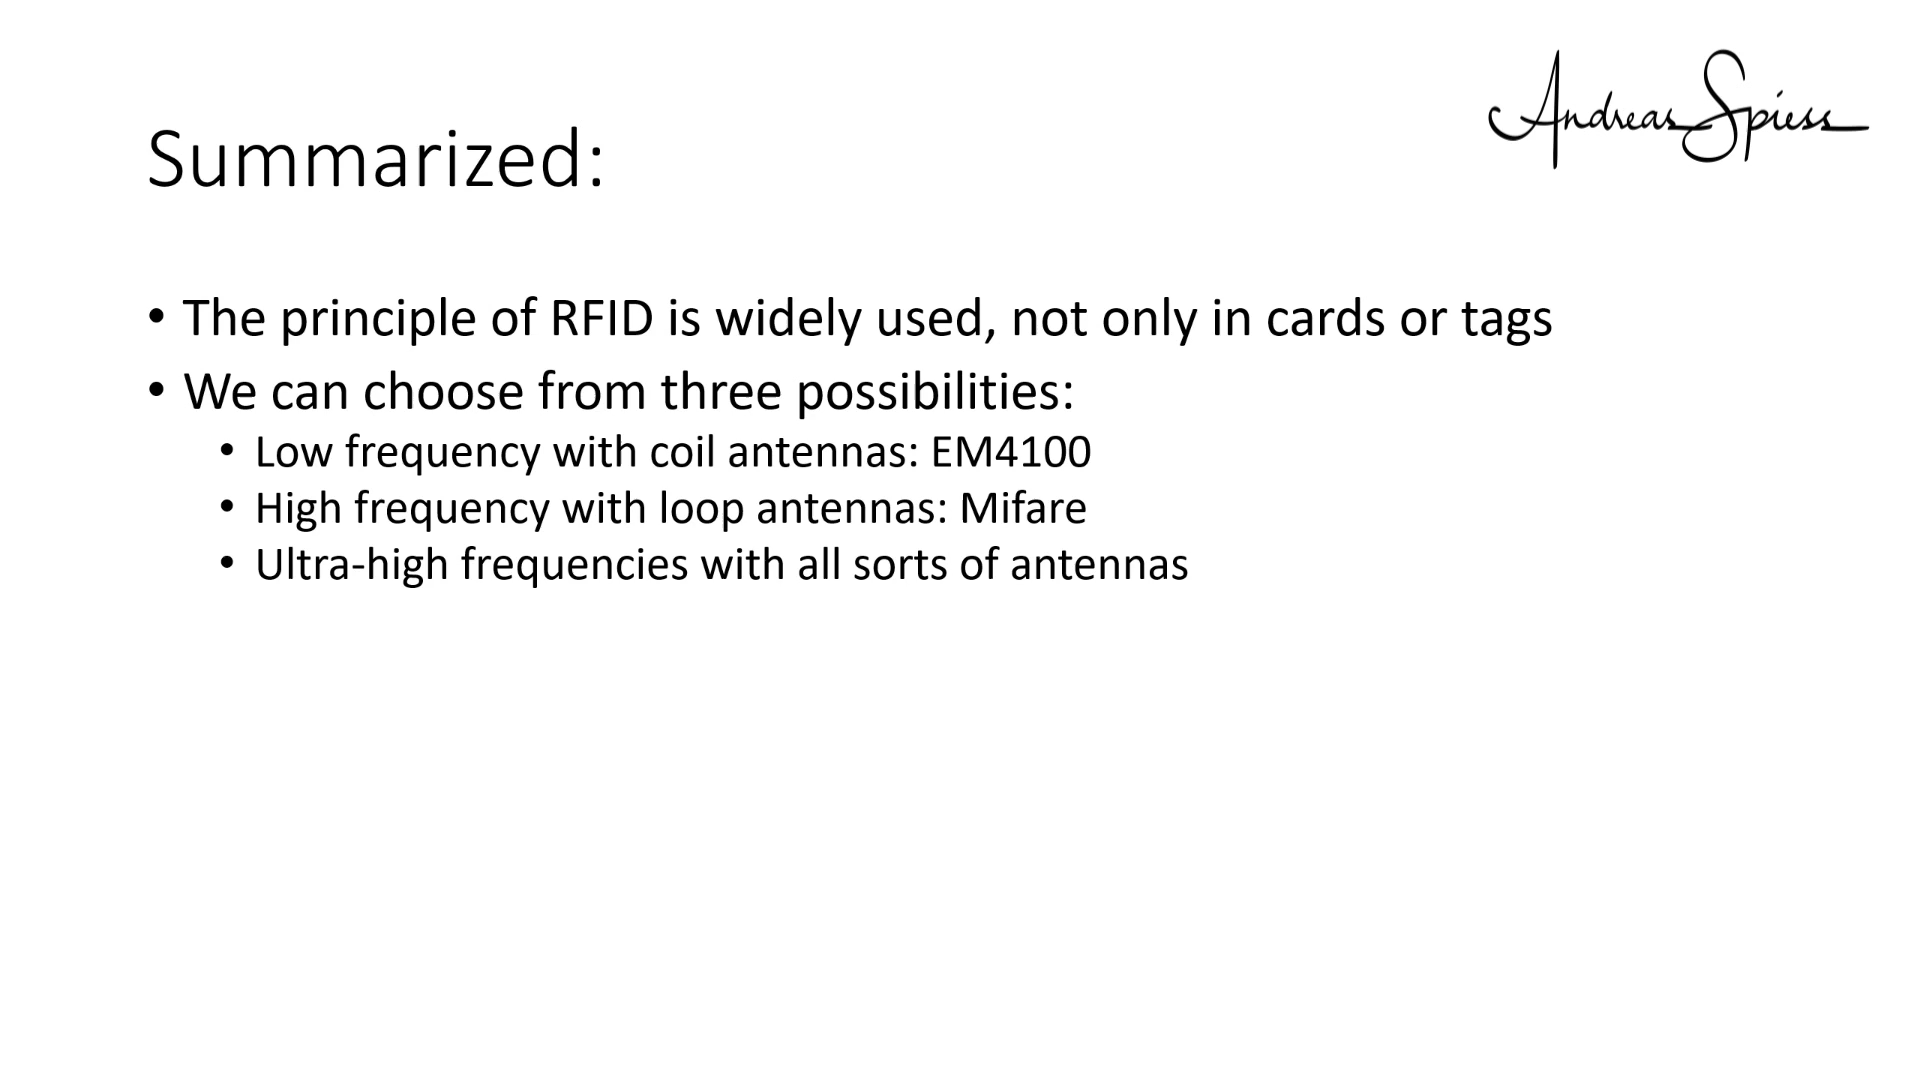 Andreas Spiess
Summarized:
• The principle of RFID is widely used, not only in cards or tags
• We can choose from three possibilities:
• Low frequency with coil antennas: EM4100
• High frequency with loop antennas: Mifare
• Ultra-high frequencies with all sorts of antennas